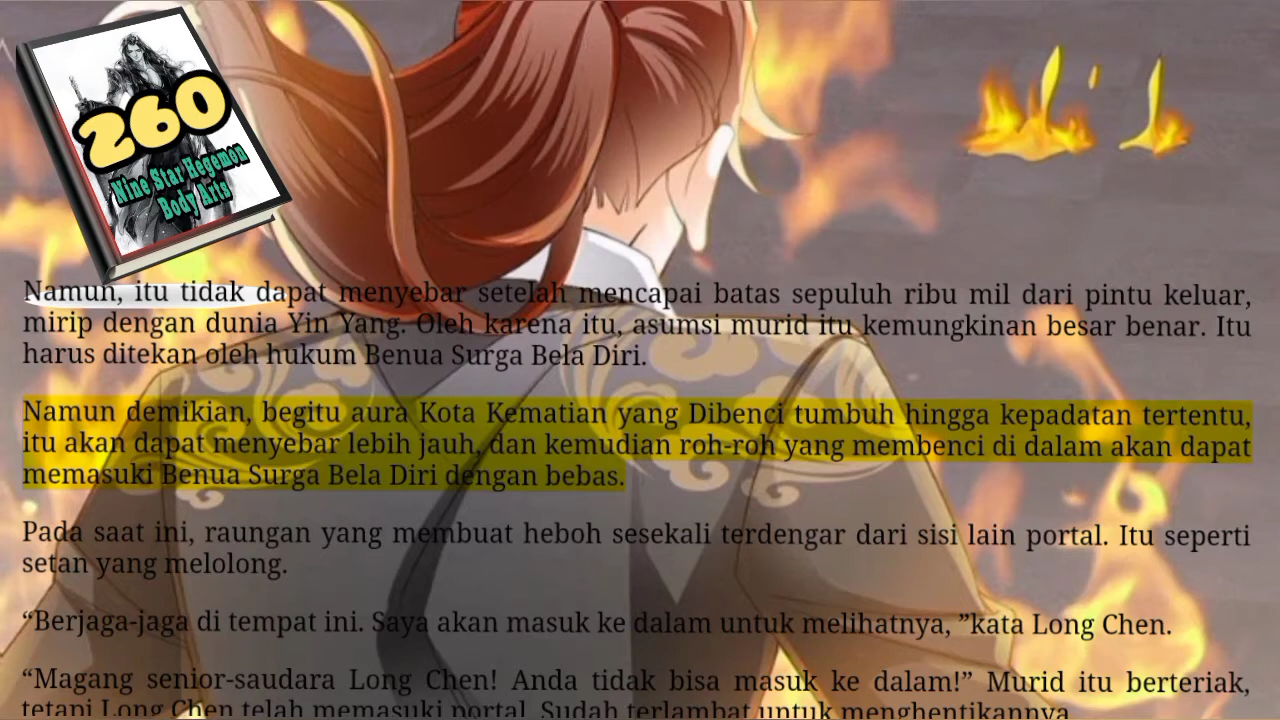 260
Nine Star Hegemon
Body Arts
Namun, itu tidak dapat menyebar setelah mencapai batas sepuluh ribu mil dari pintu keluar,
mirip dengan dunia Yin Yang. Oleh karena itu, asumsi murid itu kemungkinan besar benar. Itu
harus ditekan oleh hukum Benua Surga Bela Diri.
Namun demikian, begitu aura Kota Kematian yang Dibenci tumbuh hingga kepadatan tertentu,
itu akan dapat menyebar lebih jauh, dan kemudian roh-roh yang membenci di dalam akan dapat
memasuki Benua Surga Bela Diri dengan bebas.
Pada saat ini, raungan yang membuat heboh sesekali terdengar dari sisi lain portal. Itu seperti
setan yang melolong.
“Berjaga-jaga di tempat ini. Saya akan masuk ke dalam untuk melihatnya, ”kata Long Chen.
“Magang senior-saudara Long Chen! Anda tidak bisa masuk ke dalam!” Murid itu berteriak,
tetapi Long Chen telah memasuki portal. Sudah terlambat untuk menghentikannya